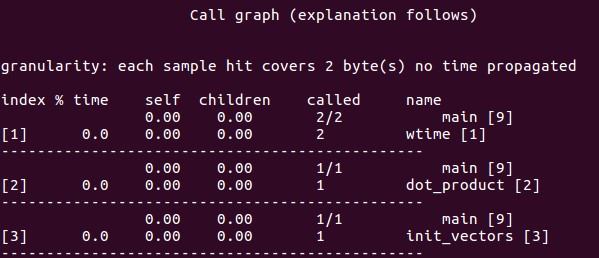 Call graph (explanation follows)
granularity: each sample hit covers 2 byte(s) no time propagated
index % time    self  children    called     name
                0.00    0.00       2/2           main [9]
[1]      0.0    0.00    0.00       2         wtime [1]
-----------------------------------------------
                0.00    0.00       1/1           main [9]
[2]      0.0    0.00    0.00       1         dot_product [2]
-----------------------------------------------
                0.00    0.00       1/1           main [9]
[3]      0.0    0.00    0.00       1         init_vectors [3]
-----------------------------------------------